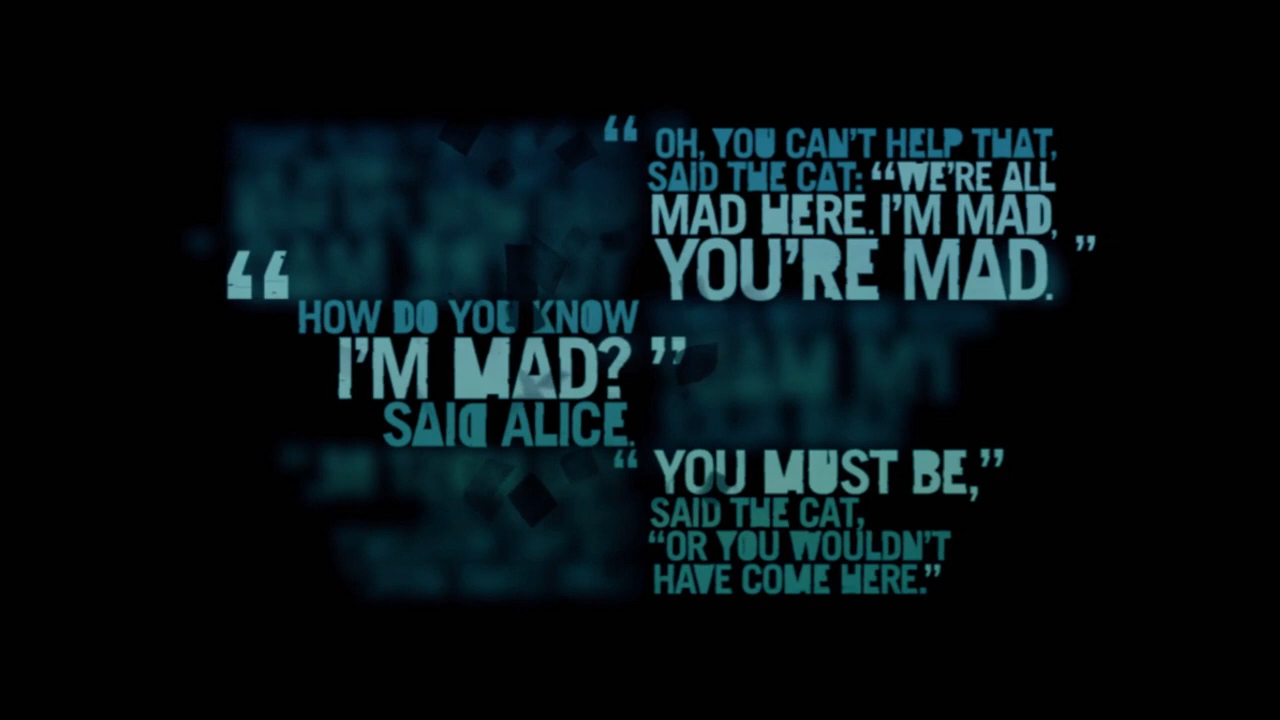 “ OH, YOU CAN’T HELP THAT,
SAID THE CAT: “WE’RE ALL
MAD HERE. I’M MAD,
YOU’RE MAD. ”
“ HOW DO YOU KNOW
I’M MAD? ”
SAID ALICE.
“ YOU MUST BE,”
SAID THE CAT,
“OR YOU WOULDN’T
HAVE COME HERE.”